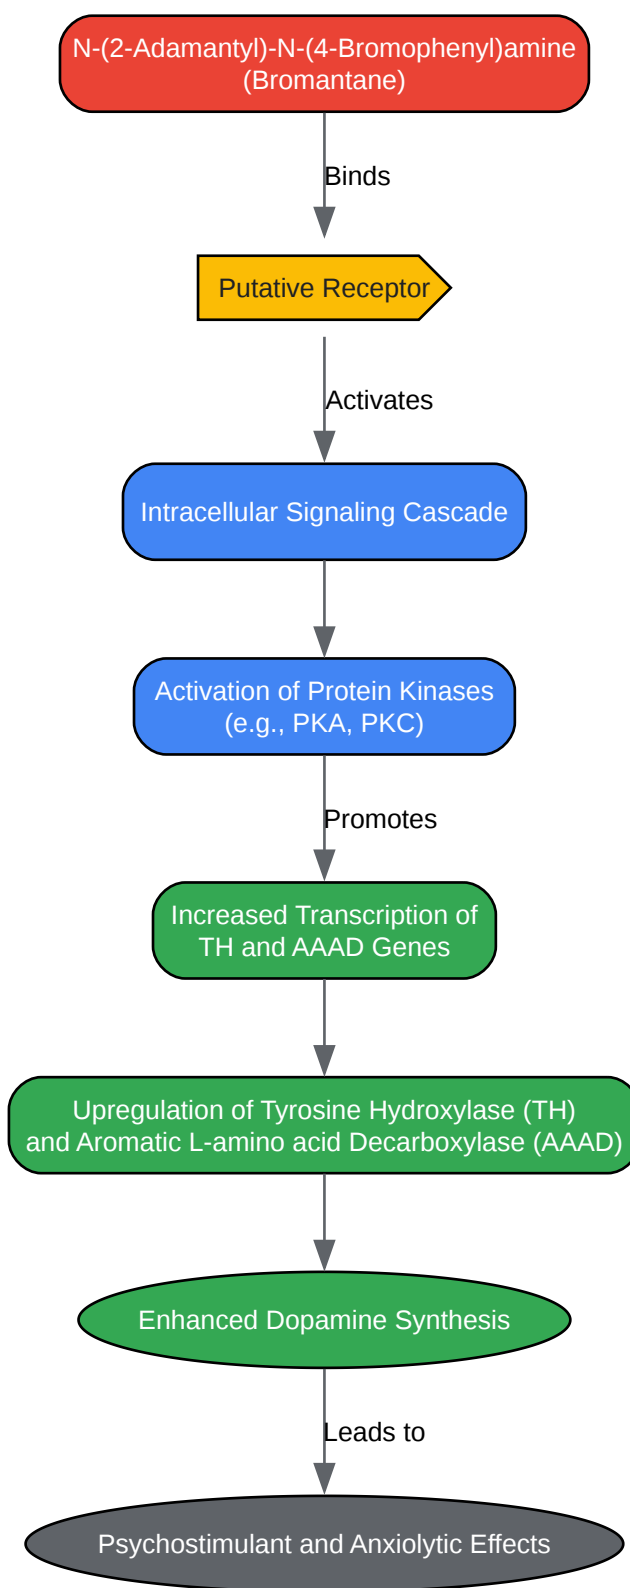 N-(2-Adamantyl)-N-(4-Bromophenyl)amine
(Bromantane)
Binds
Putative Receptor
Activates
Intracellular Signaling Cascade
Activation of Protein Kinases
(e.g., PKA, PKC)
Promotes
Increased Transcription of
TH and AAAD Genes
Upregulation of Tyrosine Hydroxylase (TH)
and Aromatic L-amino acid Decarboxylase (AAAD)
Enhanced Dopamine Synthesis
Leads to
Psychostimulant and Anxiolytic Effects